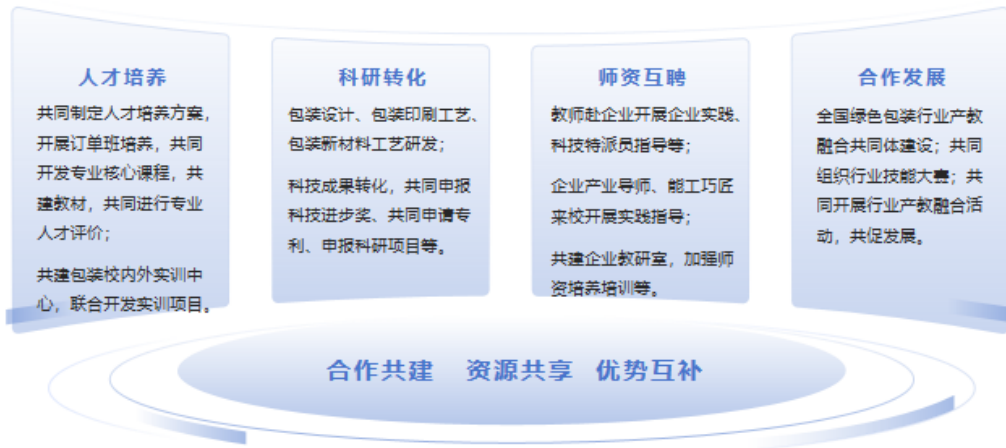 人才培养
共同制定人才培养方案，
开展订单班培养，共同
开发专业核心课程，共
建教材，共同进行专业
人才评价；
共建包装校内外实训中
心，联合开发实训项目。
科研转化
包装设计、包装印刷工艺、
包装新材料工艺研发；
科技成果转化，共同申报
科技进步奖、共同申请专
利、申报科研项目等。
师资互聘
教师赴企业开展企业实践、
科技特派员指导等；
企业产业导师、能工巧匠
来校开展实践指导；
共建企业教研室，加强师
资培养培训等。
合作发展
全国绿色包装行业产教
融合共同体建设；共同
组织行业技能大赛；共
同开展行业产教融合活
动，共促发展。
合作共建 资源共享 优势互补